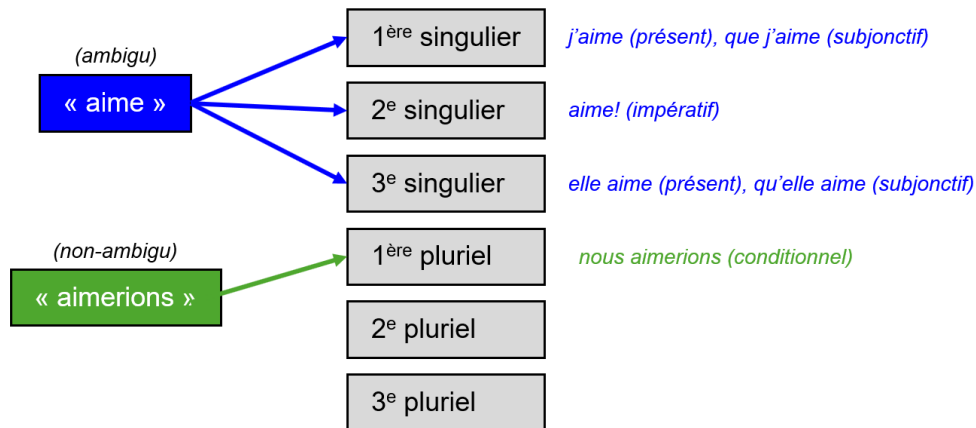 (ambigu)
« aime »
1ère singulier
j’aime (présent), que j’aime (subjonctif)
2e singulier
aime! (impératif)
3e singulier
elle aime (présent), qu’elle aime (subjonctif)
(non-ambigu)
« aimerions »
1ère pluriel
nous aimerions (conditionnel)
2e pluriel
3e pluriel